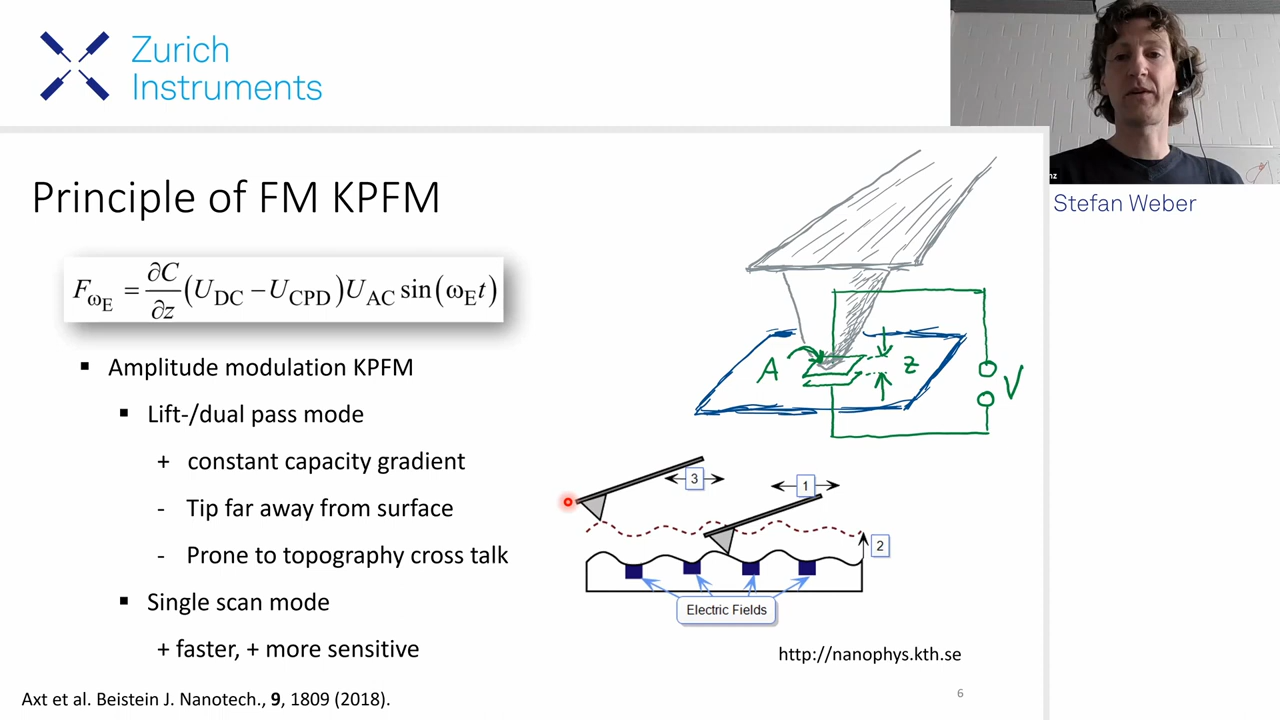 Zurich
Instruments
nz
Stefan Weber
Principle of FM KPFM
F_ωE = ∂C/∂z (U_DC − U_CPD) U_AC sin(ω_E t)
▪ Amplitude modulation KPFM
▪ Lift-/dual pass mode
+ constant capacity gradient
- Tip far away from surface
- Prone to topography cross talk
▪ Single scan mode
+ faster, + more sensitive
A
z
V
3
1
2
Electric Fields
http://nanophys.kth.se
Axt et al. Beistein J. Nanotech., 9, 1809 (2018).
6